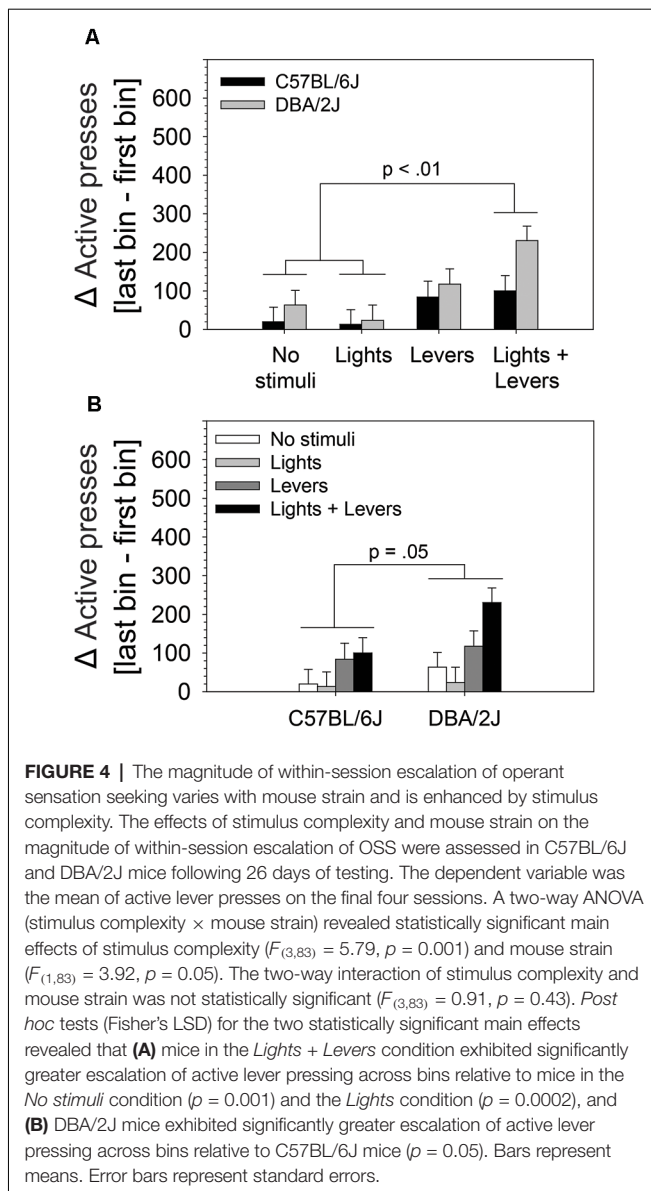 A
Δ Active presses
[last bin - first bin]
600
500
400
300
200
100
0
C57BL/6J
DBA/2J
p < .01
No stimuli
Lights
Levers
Lights + Levers
B
Δ Active presses
[last bin - first bin]
600
500
400
300
200
100
0
No stimuli
Lights
Levers
Lights + Levers
p = .05
C57BL/6J
DBA/2J
FIGURE 4 | The magnitude of within-session escalation of operant
sensation seeking varies with mouse strain and is enhanced by stimulus
complexity. The effects of stimulus complexity and mouse strain on the
magnitude of within-session escalation of OSS were assessed in C57BL/6J
and DBA/2J mice following 26 days of testing. The dependent variable was
the mean of active lever presses on the final four sessions. A two-way ANOVA
(stimulus complexity × mouse strain) revealed statistically significant main
effects of stimulus complexity (F(3,83) = 5.79, p = 0.001) and mouse strain
(F(1,83) = 3.92, p = 0.05). The two-way interaction of stimulus complexity and
mouse strain was not statistically significant (F(3,83) = 0.91, p = 0.43). Post
hoc tests (Fisher's LSD) for the two statistically significant main effects
revealed that (A) mice in the Lights + Levers condition exhibited significantly
greater escalation of active lever pressing across bins relative to mice in the
No stimuli condition (p = 0.001) and the Lights condition (p = 0.0002), and
(B) DBA/2J mice exhibited significantly greater escalation of active lever
pressing across bins relative to C57BL/6J mice (p = 0.05). Bars represent
means. Error bars represent standard errors.